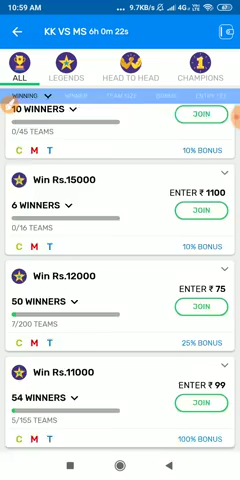 10:59 AM ... 9.7KB/s 4G
KK VS MS 6h 0m 22s
ALL LEGENDS HEAD TO HEAD CHAMPIONS
WINNING
10 WINNERS JOIN
0/45 TEAMS
C M T 10% BONUS
Win Rs.15000
ENTER ₹ 1100
6 WINNERS JOIN
0/16 TEAMS
C M T 10% BONUS
Win Rs.12000
ENTER ₹ 75
50 WINNERS JOIN
7/200 TEAMS
C M T 25% BONUS
Win Rs.11000
ENTER ₹ 99
54 WINNERS JOIN
5/155 TEAMS
C M T 100% BONUS